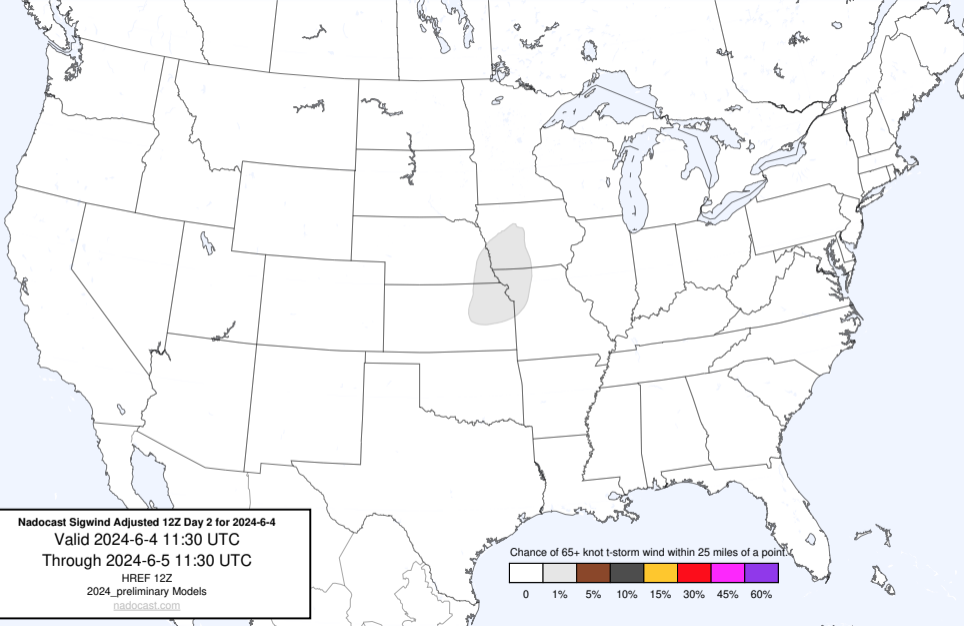 Nadocast Sigwind Adjusted 12Z Day 2 for 2024-6-4
Valid 2024-6-4 11:30 UTC
Through 2024-6-5 11:30 UTC
HREF 12Z
2024_preliminary Models
nadocast.com
Chance of 65+ knot t-storm wind within 25 miles of a point.
0 1% 5% 10% 15% 30% 45% 60%